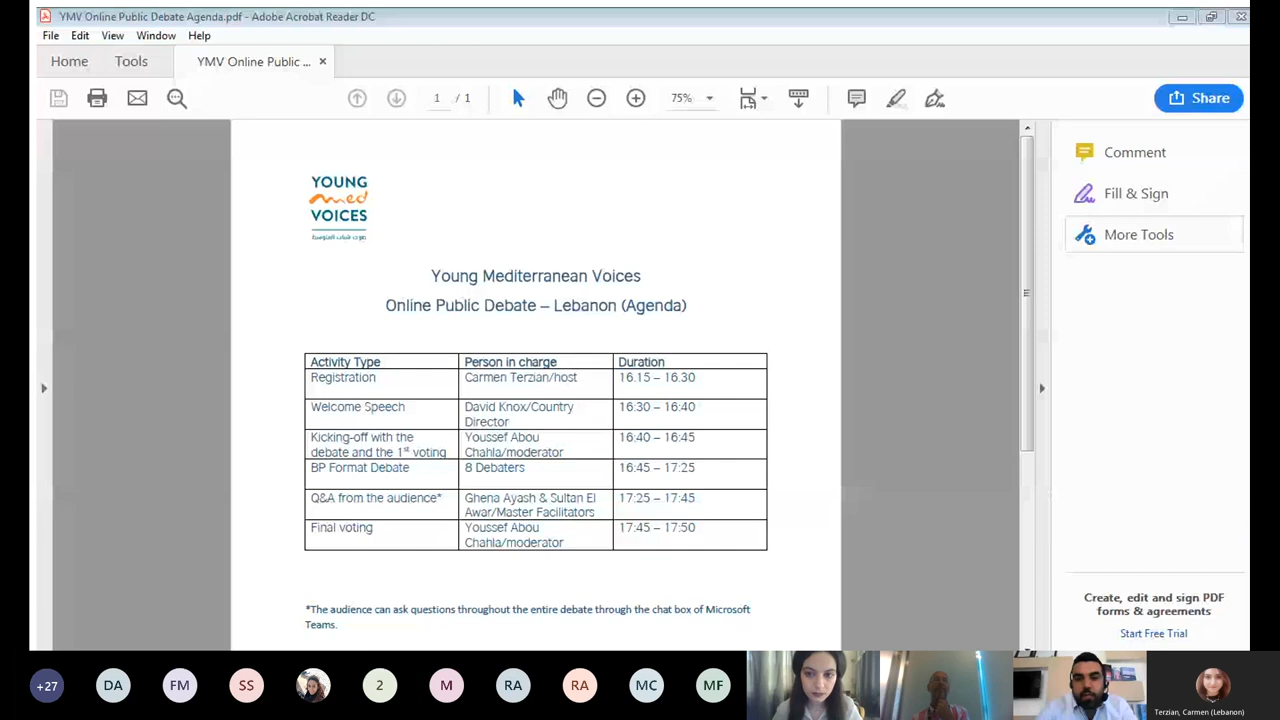 YMV Online Public Debate Agenda.pdf - Adobe Acrobat Reader DC
File Edit View Window Help
Home Tools YMV Online Public ... ×
1 / 1 75% Share
YOUNG
med
VOICES
صوت شباب المتوسط
Comment
Fill & Sign
More Tools
Young Mediterranean Voices
Online Public Debate – Lebanon (Agenda)
Activity Type Person in charge Duration
Registration Carmen Terzian/host 16.15 – 16.30
Welcome Speech David Knox/Country Director 16:30 – 16:40
Kicking-off with the debate and the 1st voting Youssef Abou Chahla/moderator 16:40 – 16:45
BP Format Debate 8 Debaters 16:45 – 17:25
Q&A from the audience* Ghena Ayash & Sultan El Awar/Master Facilitators 17:25 – 17:45
Final voting Youssef Abou Chahla/moderator 17:45 – 17:50
*The audience can ask questions throughout the entire debate through the chat box of Microsoft
Teams.
Create, edit and sign PDF
forms & agreements
Start Free Trial
+27 DA FM SS 2 M RA RA MC MF
Terzian, Carmen (Lebanon)